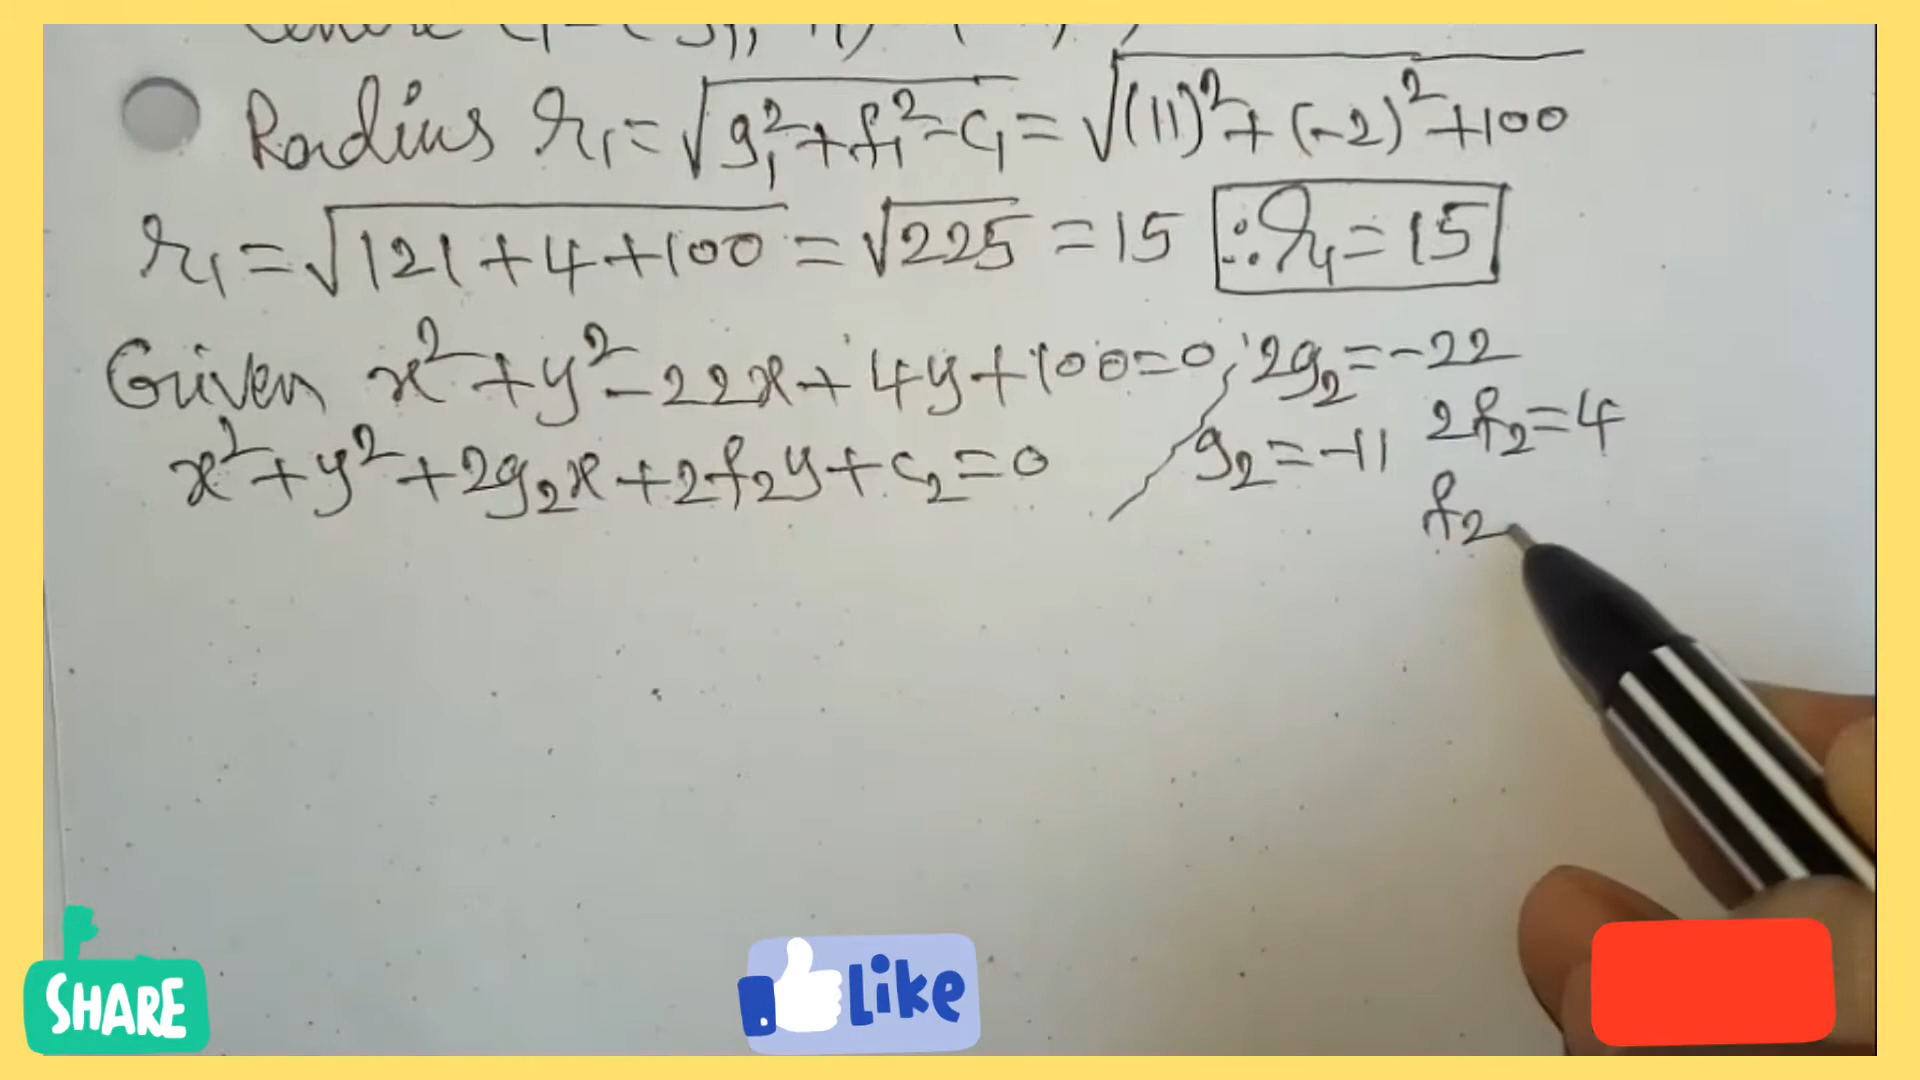 Radius r₁ = √g₁² + f₁² - c₁ = √(11)² + (-2)² + 100
r₁ = √121 + 4 + 100 = √225 = 15 ∴ r₁ = 15
Given x² + y² - 22x + 4y + 100 = 0 ; 2g₂ = -22
x² + y² + 2g₂x + 2f₂y + c₂ = 0 g₂ = -11 2f₂ = 4
f₂
SHARE
Like